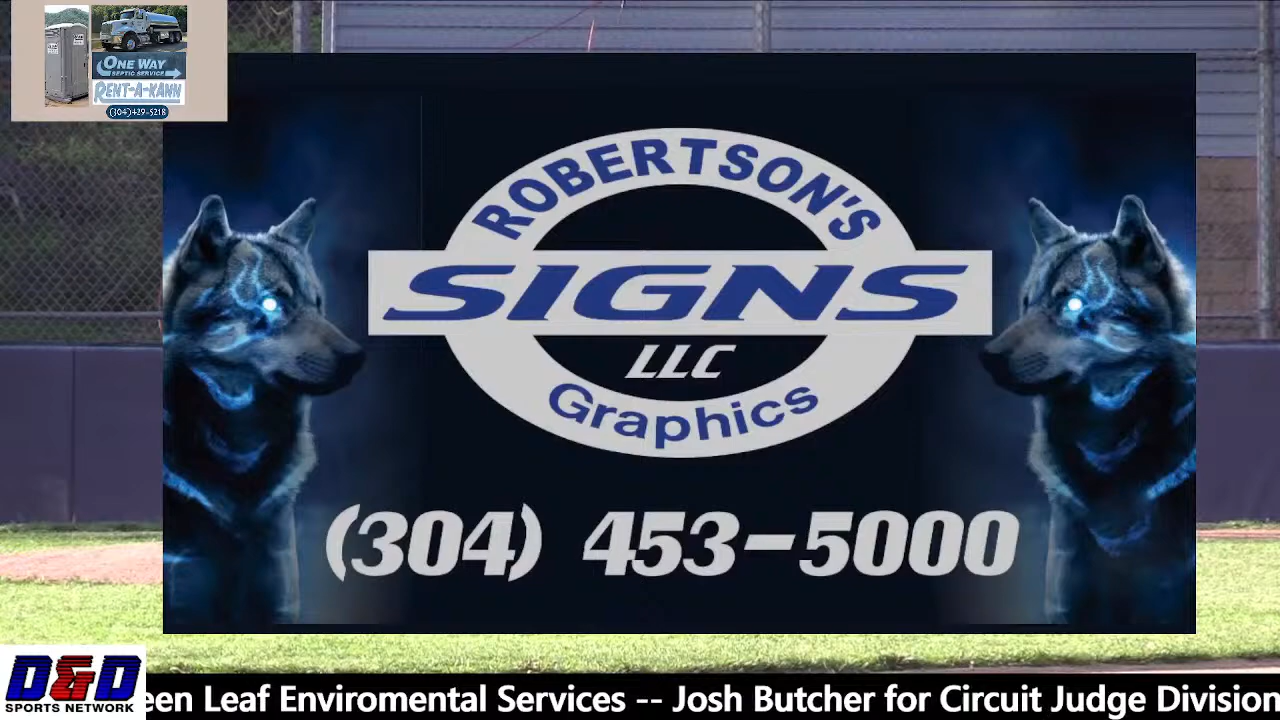 ONE WAY
SEPTIC SERVICE
RENT-A-KANN
(304)429-5218
ROBERTSON'S
SIGNS
LLC
Graphics
(304) 453-5000
D&D
SPORTS NETWORK
een Leaf Enviromental Services -- Josh Butcher for Circuit Judge Division